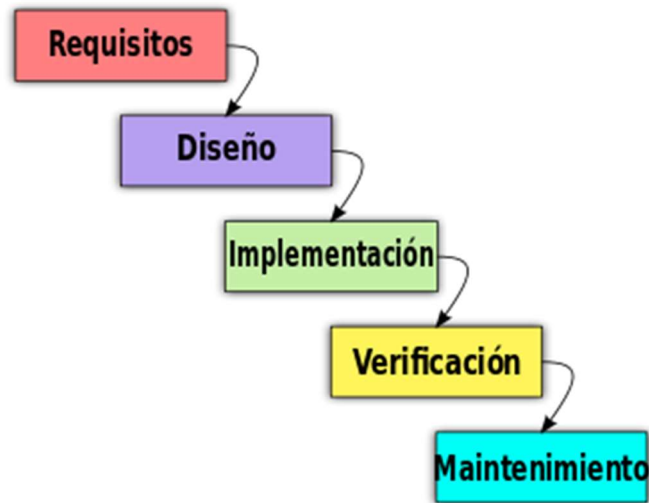 Requisitos
Diseño
Implementación
Verificación
Maintenimiento